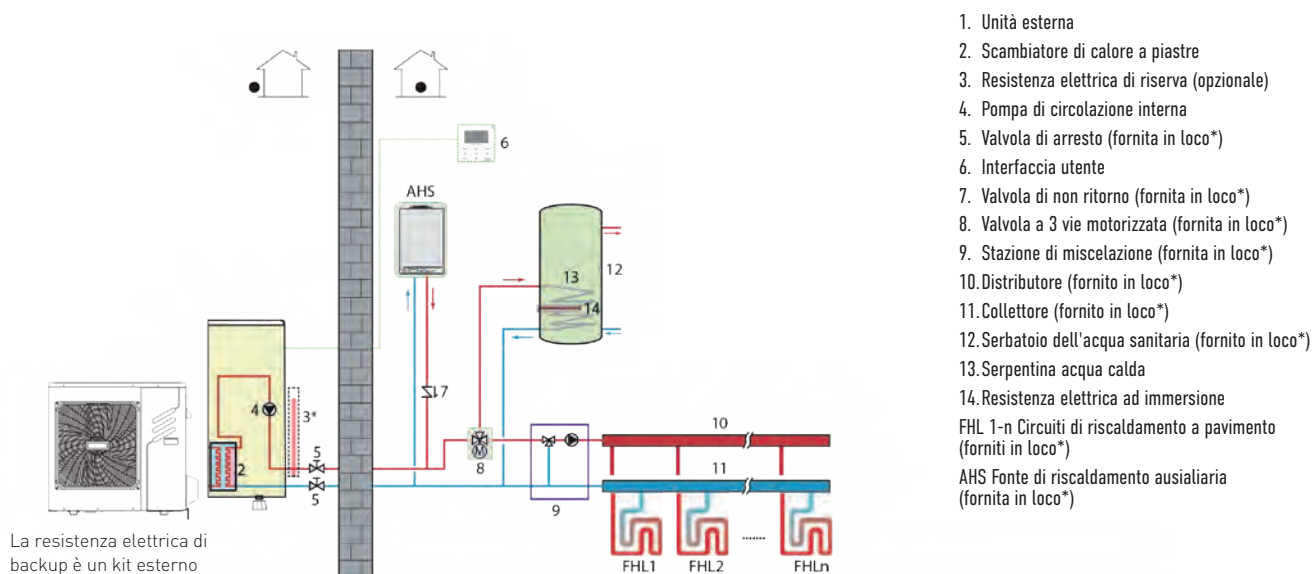 6
AHS
13
12
14
7
4
3*
5
8
10
2
11
5
9
1
FHL1
FHL2
.......
FHLn
M
La resistenza elettrica di
backup è un kit esterno
1. Unità esterna
2. Scambiatore di calore a piastre
3. Resistenza elettrica di riserva (opzionale)
4. Pompa di circolazione interna
5. Valvola di arresto (fornita in loco*)
6. Interfaccia utente
7. Valvola di non ritorno (fornita in loco*)
8. Valvola a 3 vie motorizzata (fornita in loco*)
9. Stazione di miscelazione (fornita in loco*)
10.Distributore (fornito in loco*)
11.Collettore (fornito in loco*)
12.Serbatoio dell'acqua sanitaria (fornito in loco*)
13.Serpentina acqua calda
14.Resistenza elettrica ad immersione
FHL 1-n Circuiti di riscaldamento a pavimento
(forniti in loco*)
AHS Fonte di riscaldamento ausialiaria
(fornita in loco*)